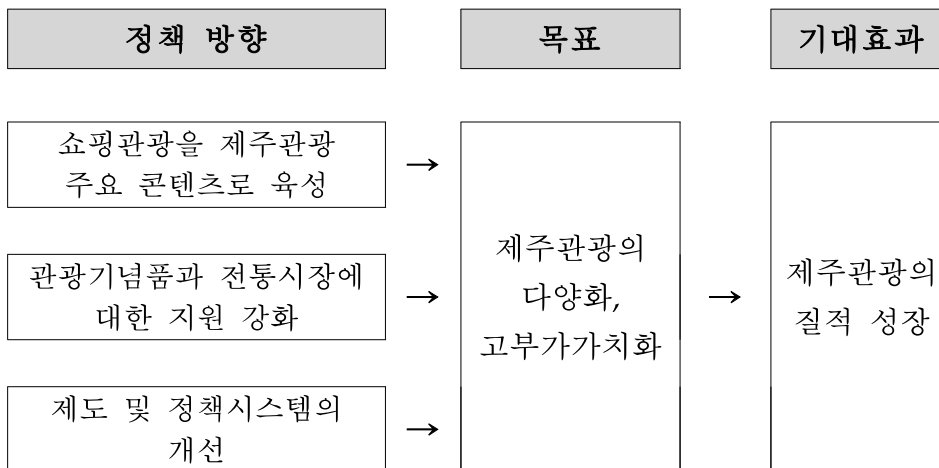 정책 방향
목표
기대효과
쇼핑관광을 제주관광
주요 콘텐츠로 육성
→
관광기념품과 전통시장에
대한 지원 강화
→
제도 및 정책시스템의
개선
→
제주관광의
다양화,
고부가가치화
→
제주관광의
질적 성장